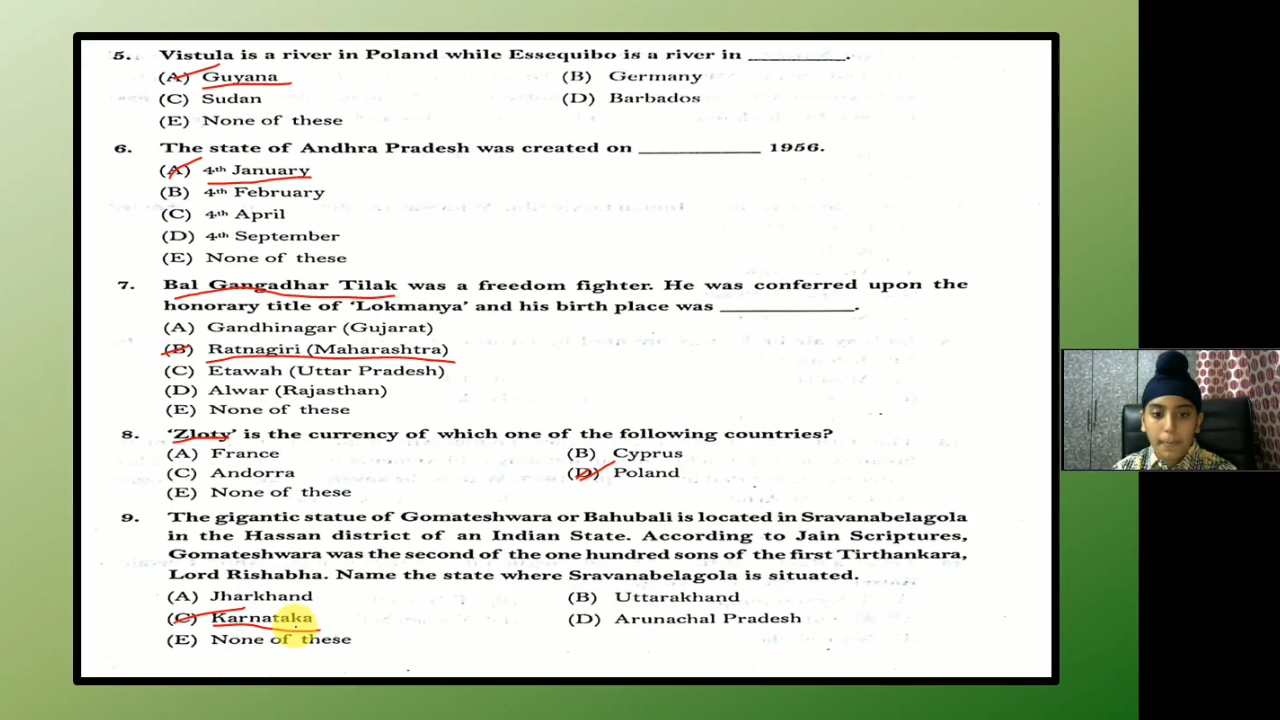 5. Vistula is a river in Poland while Essequibo is a river in __________.
(A) Guyana (B) Germany
(C) Sudan (D) Barbados
(E) None of these
6. The state of Andhra Pradesh was created on ____________ 1956.
(A) 4th January
(B) 4th February
(C) 4th April
(D) 4th September
(E) None of these
7. Bal Gangadhar Tilak was a freedom fighter. He was conferred upon the
honorary title of ‘Lokmanya’ and his birth place was ______________.
(A) Gandhinagar (Gujarat)
(B) Ratnagiri (Maharashtra)
(C) Etawah (Uttar Pradesh)
(D) Alwar (Rajasthan)
(E) None of these
8. ‘Zloty’ is the currency of which one of the following countries?
(A) France (B) Cyprus
(C) Andorra (D) Poland
(E) None of these
9. The gigantic statue of Gomateshwara or Bahubali is located in Sravanabelagola
in the Hassan district of an Indian State. According to Jain Scriptures,
Gomateshwara was the second of the one hundred sons of the first Tirthankara,
Lord Rishabha. Name the state where Sravanabelagola is situated.
(A) Jharkhand (B) Uttarakhand
(C) Karnataka (D) Arunachal Pradesh
(E) None of these